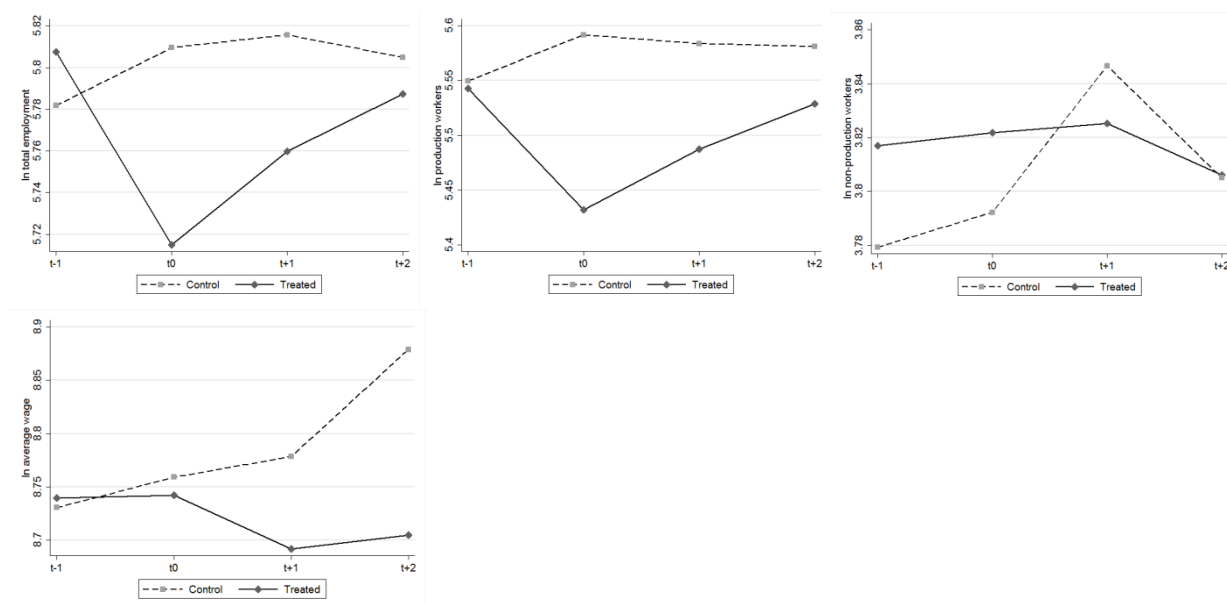 ln total employment
5.82
5.8
5.78
5.76
5.74
5.72
t-1 t0 t+1 t+2
Control Treated
ln production workers
5.6
5.55
5.5
5.45
5.4
t-1 t0 t+1 t+2
Control Treated
ln non-production workers
3.86
3.84
3.82
3.8
3.78
t-1 t0 t+1 t+2
Control Treated
ln average wage
8.9
8.85
8.8
8.75
8.7
t-1 t0 t+1 t+2
Control Treated